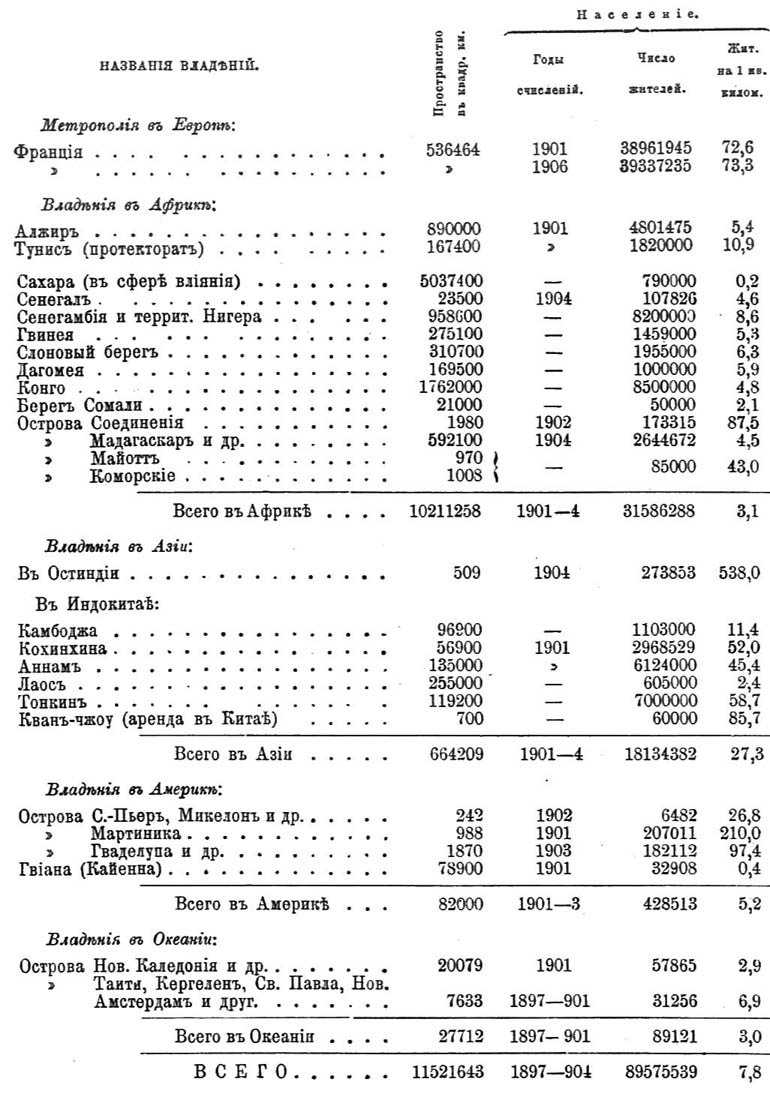 Населеніе.
НАЗВАНІЯ ВЛАДѢНІЙ. Пространство въ квадр. км. Годы счисленій. Число жителей. Жит. на 1 кв. килом.
Метрополія въ Европѣ:
Франція . . . . . . . . . . . . . . . . 536464 1901 38961945 72,6
» . . . . . . . . . . . . . . . . » 1906 39337235 73,3
Владѣнія въ Африкѣ:
Алжиръ . . . . . . . . . . . . . . . . 890000 1901 4801475 5,4
Тунисъ (протекторатъ) . . . . . . . . . 167400 » 1820000 10,9
Сахара (въ сферѣ вліянія) . . . . . . . . 5037400 — 790000 0,2
Сенегалъ . . . . . . . . . . . . . . . 23500 1904 107826 4,6
Сенегамбія и террит. Нигера . . . . . . 958600 — 8200000 8,6
Гвинея . . . . . . . . . . . . . . . 275100 — 1459000 5,3
Слоновый берегъ . . . . . . . . . . . . 310700 — 1955000 6,3
Дагомея . . . . . . . . . . . . . . . 169500 — 1000000 5,9
Конго . . . . . . . . . . . . . . . . 1762000 — 8500000 4,8
Берегъ Сомали . . . . . . . . . . . . . 21000 — 50000 2,1
Острова Соединенія . . . . . . . . . . . 1980 1902 173315 87,5
» Мадагаскаръ и др. . . . . . . . . 592100 1904 2644672 4,5
» Майоттъ . . . . . . . . . . . 970
» Коморскіе . . . . . . . . . . . . 1008 — 85000 43,0
Всего въ Африкѣ . . . . 10211258 1901—4 31586288 3,1
Владѣнія въ Азіи:
Въ Остиндіи . . . . . . . . . . . . . . 509 1904 273853 538,0
Въ Индокитаѣ:
Камбоджа . . . . . . . . . . . . . . . 96900 — 1103000 11,4
Кохинхина . . . . . . . . . . . . . . . 56900 1901 2968529 52,0
Аннамъ . . . . . . . . . . . . . . . . 135000 » 6124000 45,4
Лаосъ . . . . . . . . . . . . . . . . 255000 — 605000 2,4
Тонкинъ . . . . . . . . . . . . . . . 119200 — 7000000 58,7
Кванъ-чжоу (аренда въ Китаѣ) . . . . . 700 — 60000 85,7
Всего въ Азіи . . . . . 664209 1901—4 18134382 27,3
Владѣнія въ Америкѣ:
Острова С.-Пьеръ, Микелонъ и др. . . . . . 242 1902 6482 26,8
» Мартиника . . . . . . . . . . . . 988 1901 207011 210,0
» Гваделупа и др. . . . . . . . . . 1870 1903 182112 97,4
Гвіана (Кайенна) . . . . . . . . . . . . . 78900 1901 32908 0,4
Всего въ Америкѣ . . . 82000 1901—3 428513 5,2
Владѣнія въ Океаніи:
Острова Нов. Каледонія и др. . . . . . . . 20079 1901 57865 2,9
» Таити, Кергеленъ, Св. Павла, Нов.
Амстердамъ и друг. . . . . . . . 7633 1897—901 31256 6,9
Всего въ Океаніи . . . . 27712 1897—901 89121 3,0
ВСЕГО . . . . . . 11521643 1897—904 89575539 7,8